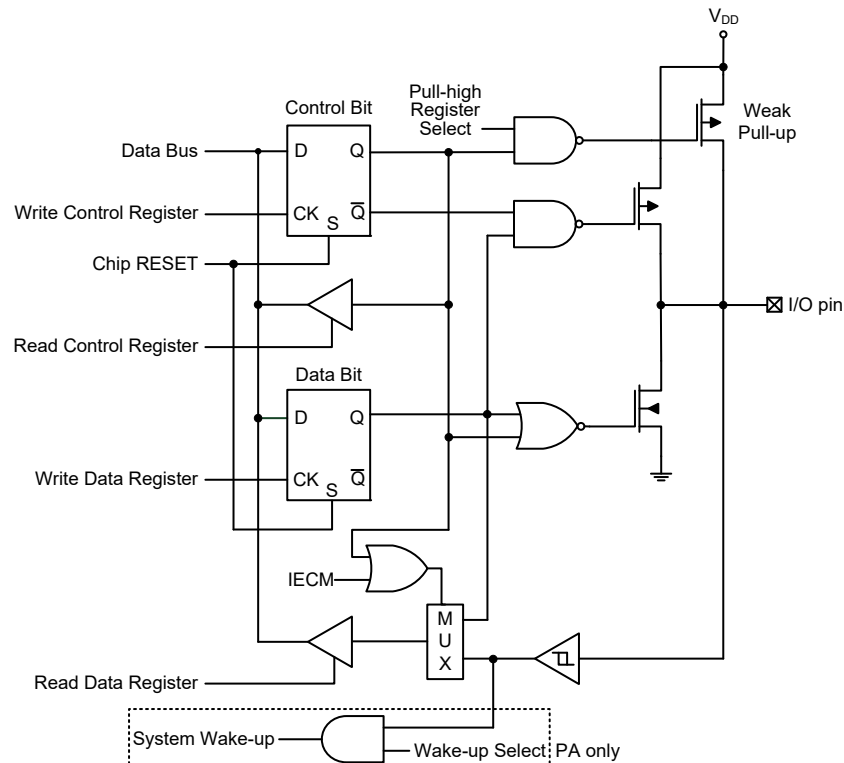 V_DD
Pull-high
Register
Select
Control Bit
Weak
Pull-up
Data Bus
D
Q
Write Control Register
CK
S
Q̅
Chip RESET
I/O pin
Read Control Register
Data Bit
D
Q
Write Data Register
CK
S
Q̅
IECM
M
U
X
Read Data Register
System Wake-up
Wake-up Select
PA only